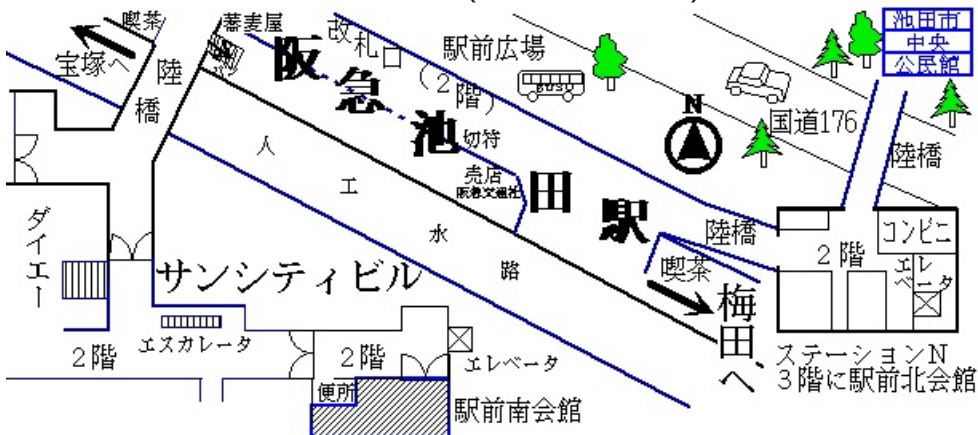 喫茶
宝塚へ
陸橋
蕎麦屋
改札口(2階)
駅前広場
BUS
池田市
中央
公民館
阪急池田駅
切符
売店
阪急交通社
N
国道176
陸橋
人工水路
陸橋
喫茶
梅田へ
2階
コンビニ
エレベータ
ステーションN
3階に駅前北会館
ダイエー
サンシティビル
2階
エスカレータ
2階
エレベータ
便所
駅前南会館